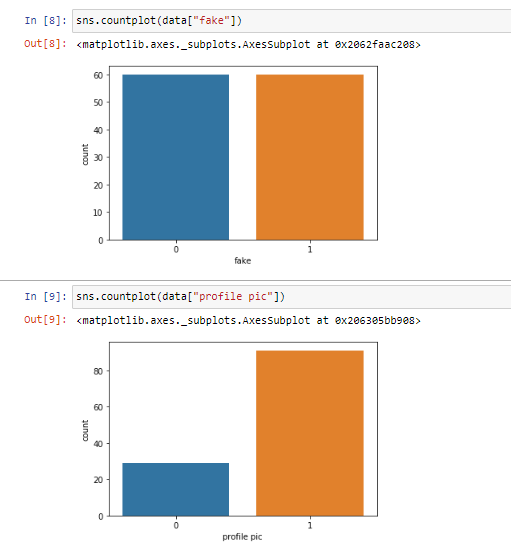 In [8]: sns.countplot(data["fake"])
Out[8]: <matplotlib.axes._subplots.AxesSubplot at 0x2062faac208>
60
50
40
30
20
10
0
count
0 1
fake
In [9]: sns.countplot(data["profile pic"])
Out[9]: <matplotlib.axes._subplots.AxesSubplot at 0x206305bb908>
80
60
40
20
0
count
0 1
profile pic